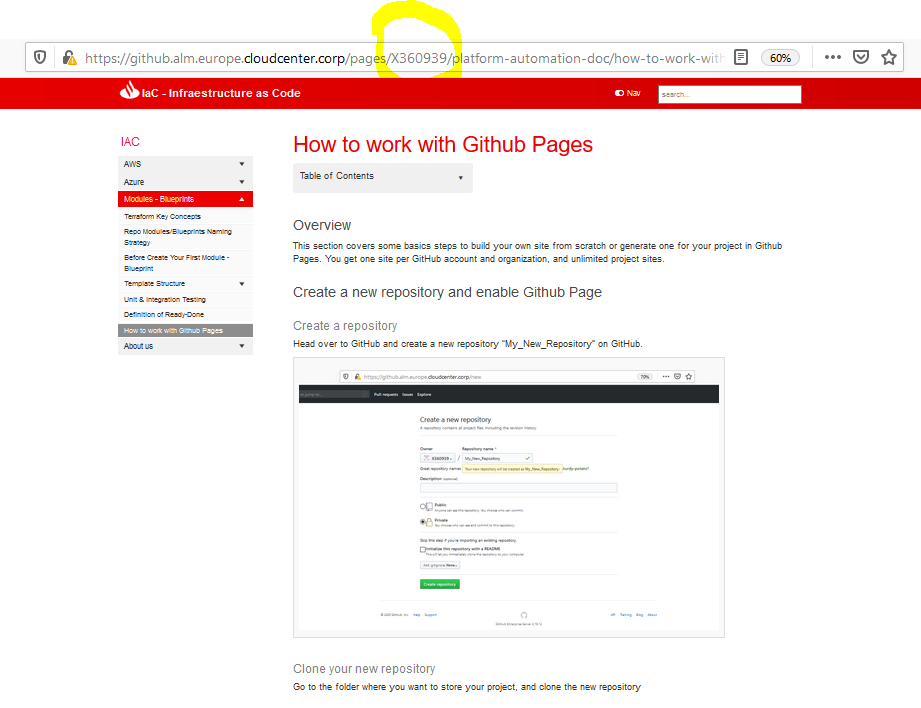 https://github.alm.europe.cloudcenter.corp/pages/X360939/platform-automation-doc/how-to-work-with
60%
IaC - Infraestructure as Code
Nav
search...
IAC
AWS
Azure
Modules - Blueprints
Terraform Key Concepts
Repo Modules/Blueprints Naming
Strategy
Before Create Your First Module -
Blueprint
Template Structure
Unit & Integration Testing
Definition of Ready-Done
How to work with Github Pages
About us
How to work with Github Pages
Table of Contents
Overview
This section covers some basics steps to build your own site from scratch or generate one for your project in Github
Pages. You get one site per GitHub account and organization, and unlimited project sites.
Create a new repository and enable Github Page
Create a repository
Head over to GitHub and create a new repository "My_New_Repository" on GitHub.
https://github.alm.europe.cloudcenter.corp/new
70%
Pull requests Issues Explore
Create a new repository
A repository contains all project files, including the revision history.
Owner Repository name *
X360939 / My_New_Repository
Great repository names Your new repository will be created as My_New_Repository.
Description (optional)
Public
Anyone can see this repository. You choose who can commit.
Private
You choose who can see and commit to this repository.
Skip this step if you're importing an existing repository.
Initialize this repository with a README
This will let you immediately clone the repository to your computer.
Add .gitignore: None
Create repository
© 2020 GitHub, Inc. Help Support
API Training Blog About
Clone your new repository
Go to the folder where you want to store your project, and clone the new repository